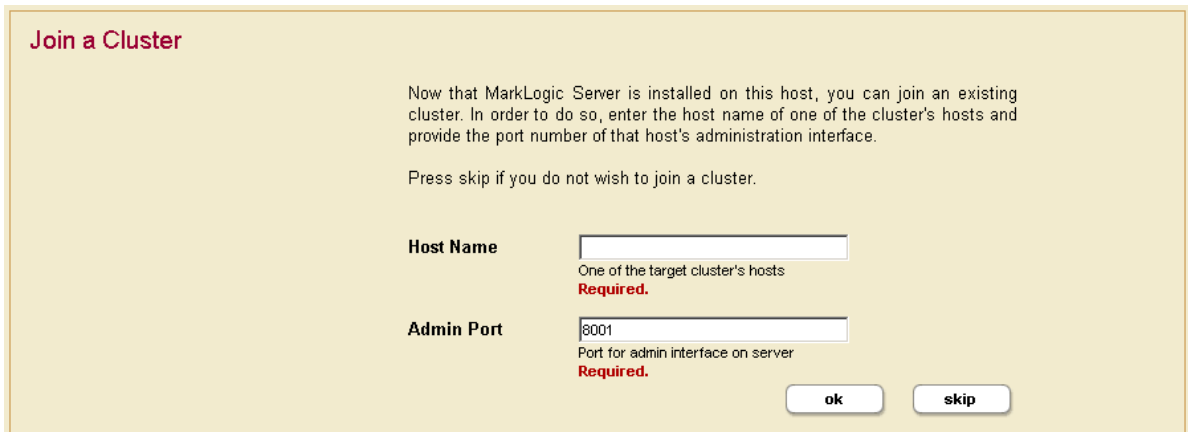 Join a Cluster
Now that MarkLogic Server is installed on this host, you can join an existing
cluster. In order to do so, enter the host name of one of the cluster's hosts and
provide the port number of that host's administration interface.
Press skip if you do not wish to join a cluster.
Host Name
One of the target cluster's hosts
Required.
Admin Port
8001
Port for admin interface on server
Required.
ok skip